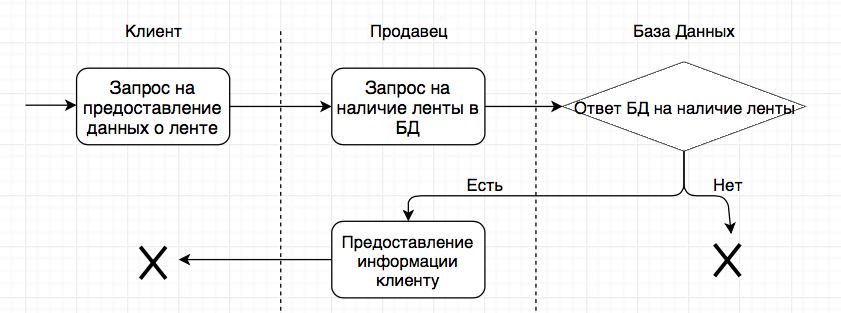 Клиент
Продавец
База Данных
Запрос на
предоставление
данных о ленте
Запрос на
наличие ленты в
БД
Ответ БД на наличие ленты
Есть
Нет
Предоставление
информации
клиенту